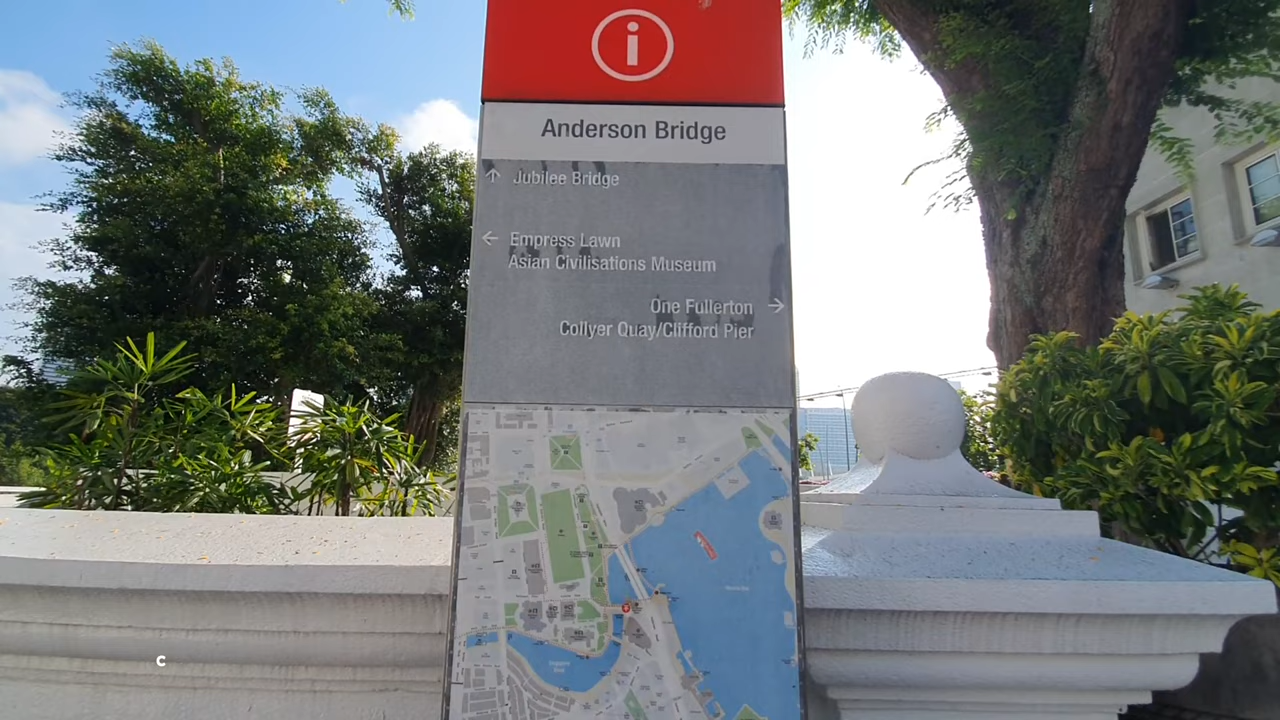 i
Anderson Bridge
Jubilee Bridge
Empress Lawn
Asian Civilisations Museum
One Fullerton
Collyer Quay/Clifford Pier
C